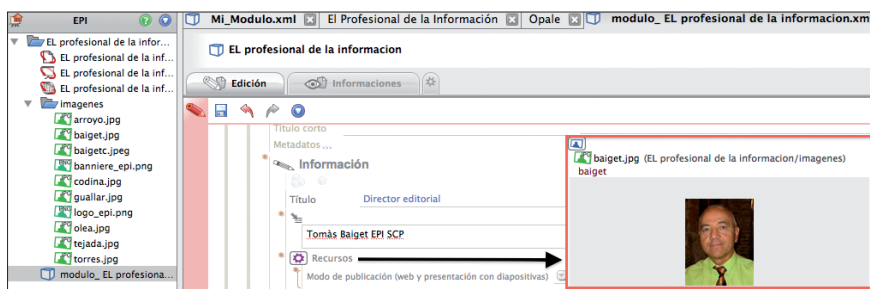 EPI
EL profesional de la infor...
EL profesional de la inf...
EL profesional de la inf...
EL profesional de la inf...
imagenes
arroyo.jpg
baiget.jpg
baigetc.jpeg
banniere_epi.png
codina.jpg
guallar.jpg
logo_epi.png
olea.jpg
tejada.jpg
torres.jpg
modulo_ EL profesiona...
Mi_Modulo.xml
El Profesional de la Información
Opale
modulo_ EL profesional de la informacion.xm
EL profesional de la informacion
Edición
Informaciones
Título corto
Metadatos ...
Información
Título Director editorial
Tomàs Baiget EPI SCP
Recursos
Modo de publicación (web y presentación con diapositivas)
baiget.jpg (EL profesional de la informacion/imagenes)
baiget